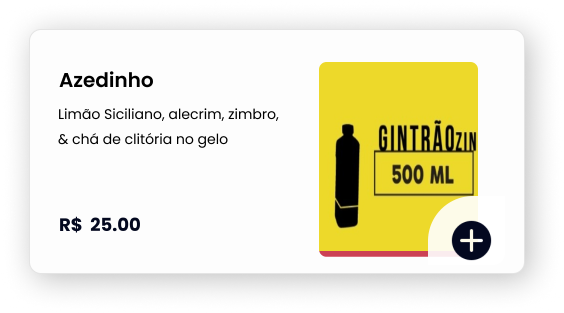 Azedinho
Limão Siciliano, alecrim, zimbro,
& chá de clitória no gelo
R$ 25.00
GINTRÃOZIN
500 ML